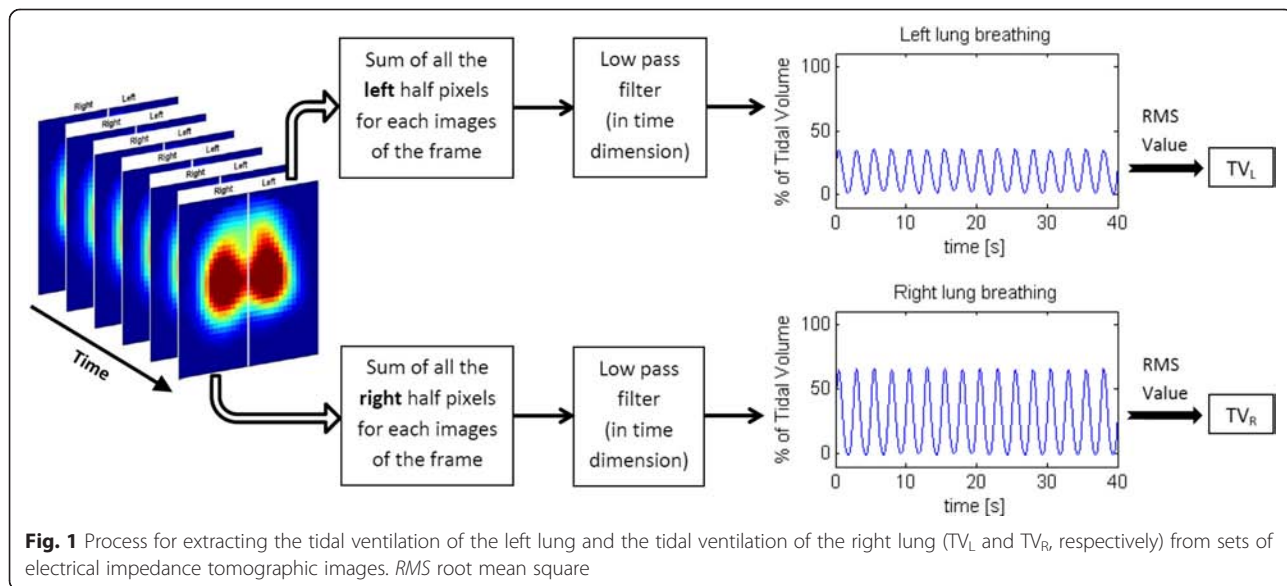 Right Left
Right Left
Right Left
Right Left
Right Left
Right Left
Time
Sum of all the
left half pixels
for each images
of the frame
Low pass
filter
(in time
dimension)
Left lung breathing
% of Tidal Volume
100
50
0
0 10 20 30 40
time [s]
RMS
Value
TVL
Sum of all the
right half pixels
for each images
of the frame
Low pass
filter
(in time
dimension)
Right lung breathing
% of Tidal Volume
100
50
0
0 10 20 30 40
time [s]
RMS
Value
TVR
Fig. 1 Process for extracting the tidal ventilation of the left lung and the tidal ventilation of the right lung (TVL and TVR, respectively) from sets of
electrical impedance tomographic images. RMS root mean square